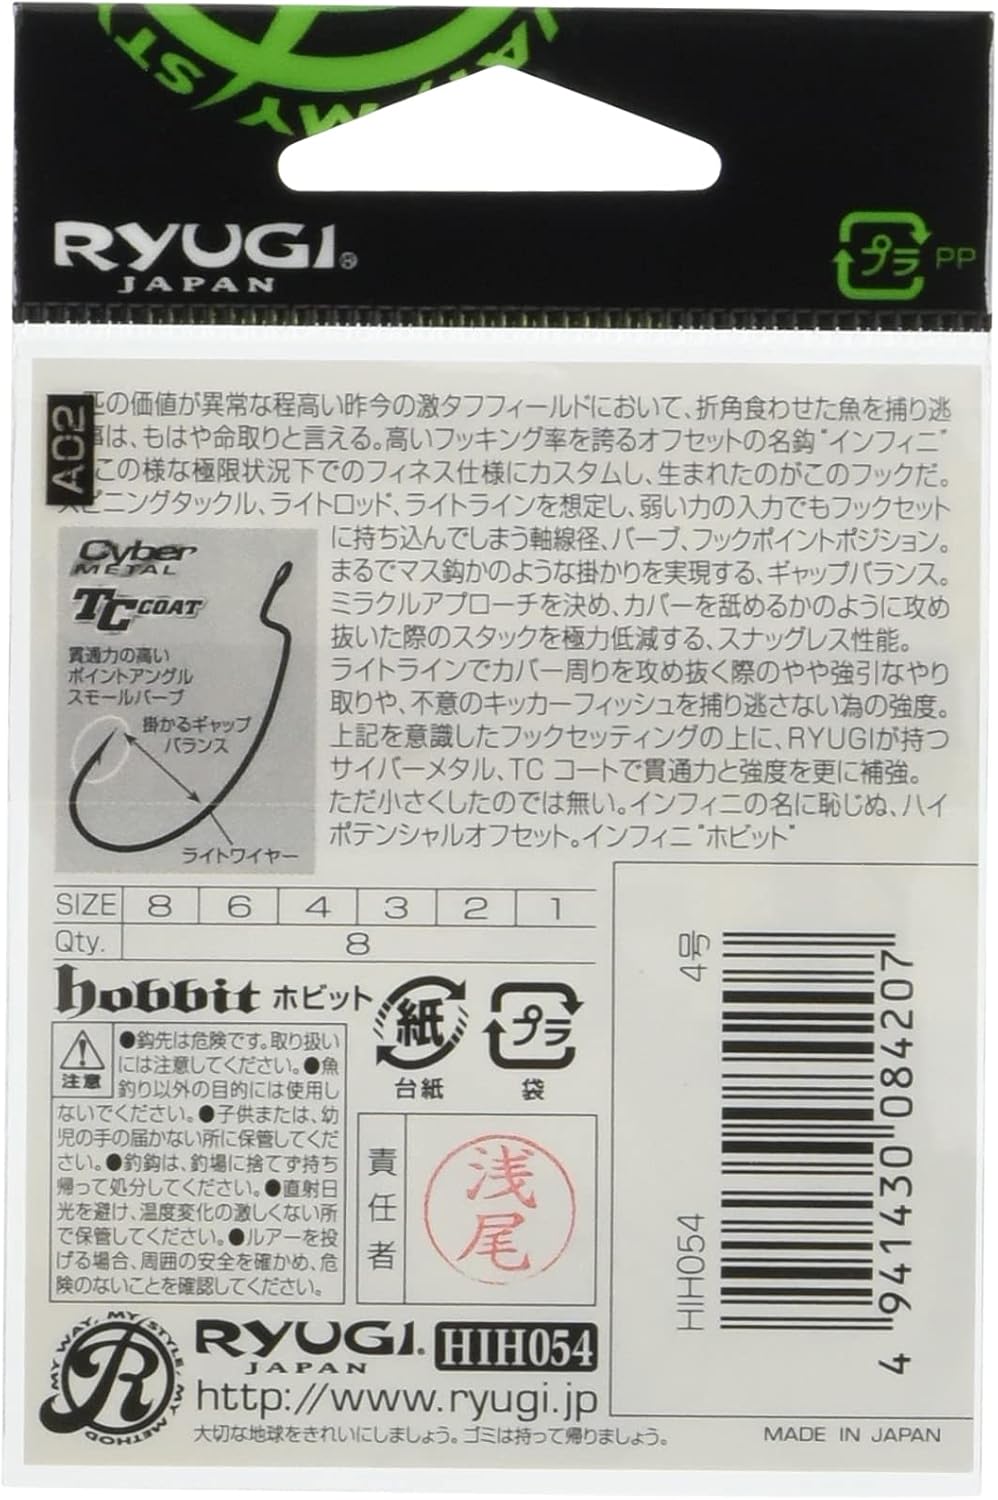 MY ST
RYUGI®
JAPAN
プラ PP
A02
匹の価値が異常な程高い昨今の激タフフィールドにおいて、折角食わせた魚を捕り逃
は、もはや命取りと言える。高いフッキング率を誇るオフセットの名鈎"インフィニ"
この様な極限状況下でのフィネス仕様にカスタムし、生まれたのがこのフックだ。
スピニングタックル、ライトロッド、ライトラインを想定し、弱い力の入力でもフックセット
に持ち込んでしまう軸線径、バーブ、フックポイントポジション。
まるでマス鈎かのような掛かりを実現する、ギャップバランス。
ミラクルアプローチを決め、カバーを舐めるかのように攻め
抜いた際のスタックを極力低減する、スナッグレス性能。
ライトラインでカバー周りを攻め抜く際のやや強引なやり
取りや、不意のキッカーフィッシュを捕り逃さない為の強度。
上記を意識したフックセッティングの上に、RYUGIが持つ
サイバーメタル、TC コートで貫通力と強度を更に補強。
ただ小さくしたのでは無い。インフィニの名に恥じぬ、ハイ
ポテンシャルオフセット。インフィニ"ホビット"
Cyber
METAL
TC COAT
貫通力の高い
ポイントアングル
スモールバーブ
掛かるギャップ
バランス
ライトワイヤー
SIZE 8 6 4 3 2 1
Qty. 8
hobbit ホビット
紙
台紙
プラ
袋
注意
●鈎先は危険です。取り扱い
には注意してください。●魚
釣り以外の目的には使用し
ないでください。●子供または、幼
児の手の届かない所に保管してくだ
さい。●釣鈎は、釣場に捨てず持ち
帰って処分してください。●直射日
光を避け、温度変化の激しくない所
で保管してください。●ルアーを投
げる場合、周囲の安全を確かめ、危
険のないことを確認してください。
責任者
浅尾
4号
HIH054
4 941430 084207
MY WAY, MY STYLE, MY METHOD
R
RYUGI.
JAPAN
HIH054
http://www.ryugi.jp
大切な地球をきれいにしましょう。ゴミは持って帰りましょう。
MADE IN JAPAN